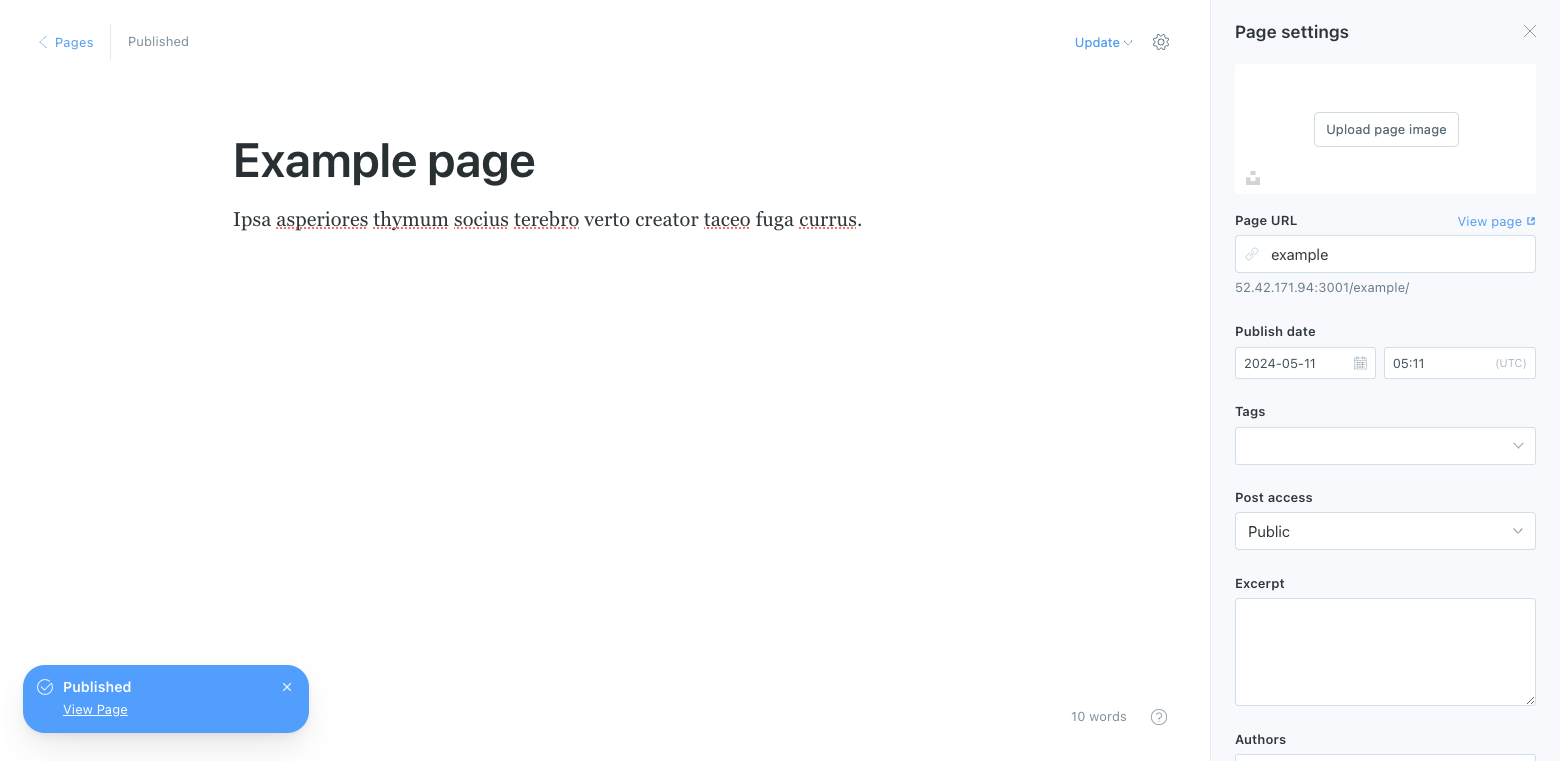 Pages
Published
Update
Example page
Ipsa asperiores thymum socius terebro verto creator taceo fuga currus.
Published
View Page
10 words
Page settings
Upload page image
Page URL
View page
example
52.42.171.94:3001/example/
Publish date
2024-05-11
05:11
(UTC)
Tags
Post access
Public
Excerpt
Authors